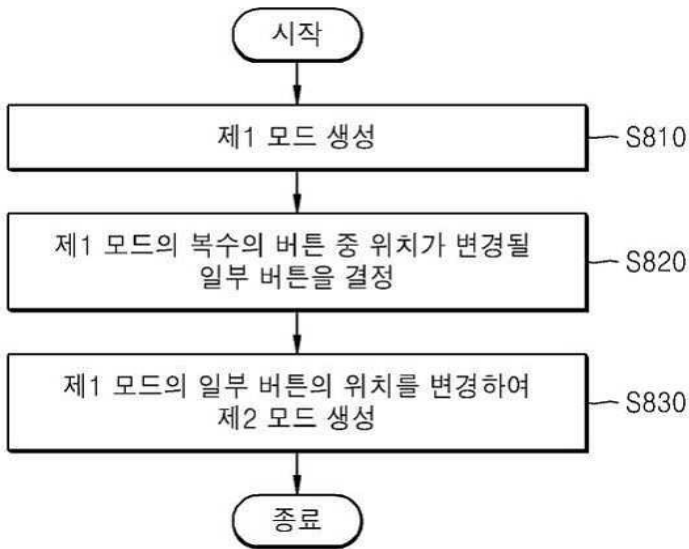 시작
제1 모드 생성
S810
제1 모드의 복수의 버튼 중 위치가 변경될
일부 버튼을 결정
S820
제1 모드의 일부 버튼의 위치를 변경하여
제2 모드 생성
S830
종료